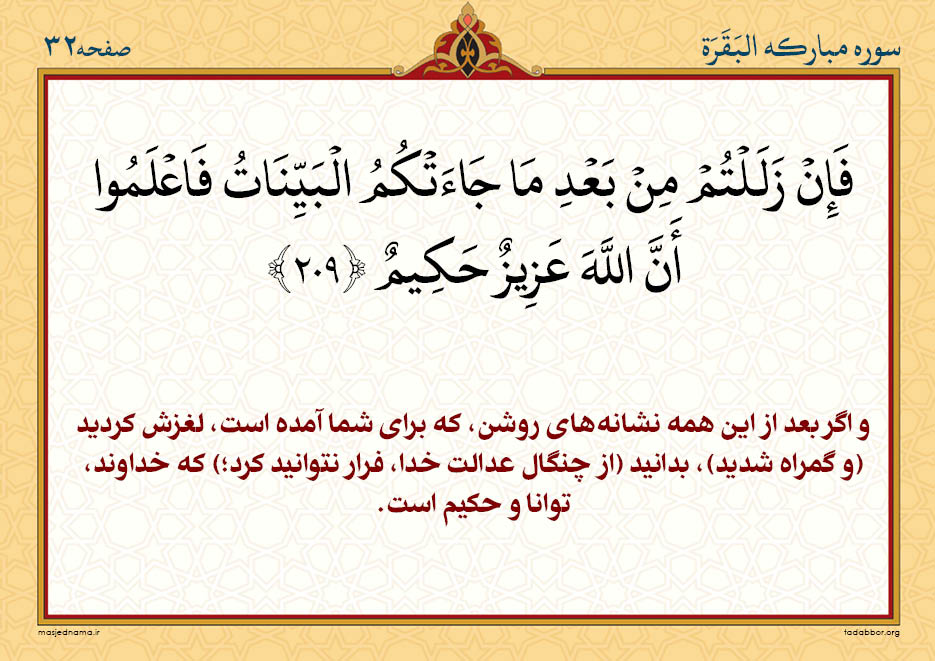 سوره مبارکه البَقَرَة
صفحه۳۲
فَإِنْ زَلَلْتُمْ مِنْ بَعْدِ مَا جَاءَتْكُمُ الْبَيِّنَاتُ فَاعْلَمُوا
أَنَّ اللَّهَ عَزِيزٌ حَكِيمٌ ﴿۲۰۹﴾
و اگر بعد از این همه نشانه‌های روشن، که برای شما آمده است، لغزش کردید
(و گمراه شدید)، بدانید (از چنگال عدالت خدا، فرار نتوانید کرد؛) که خداوند،
توانا و حکیم است.
masjednama.ir
tadabbor.org